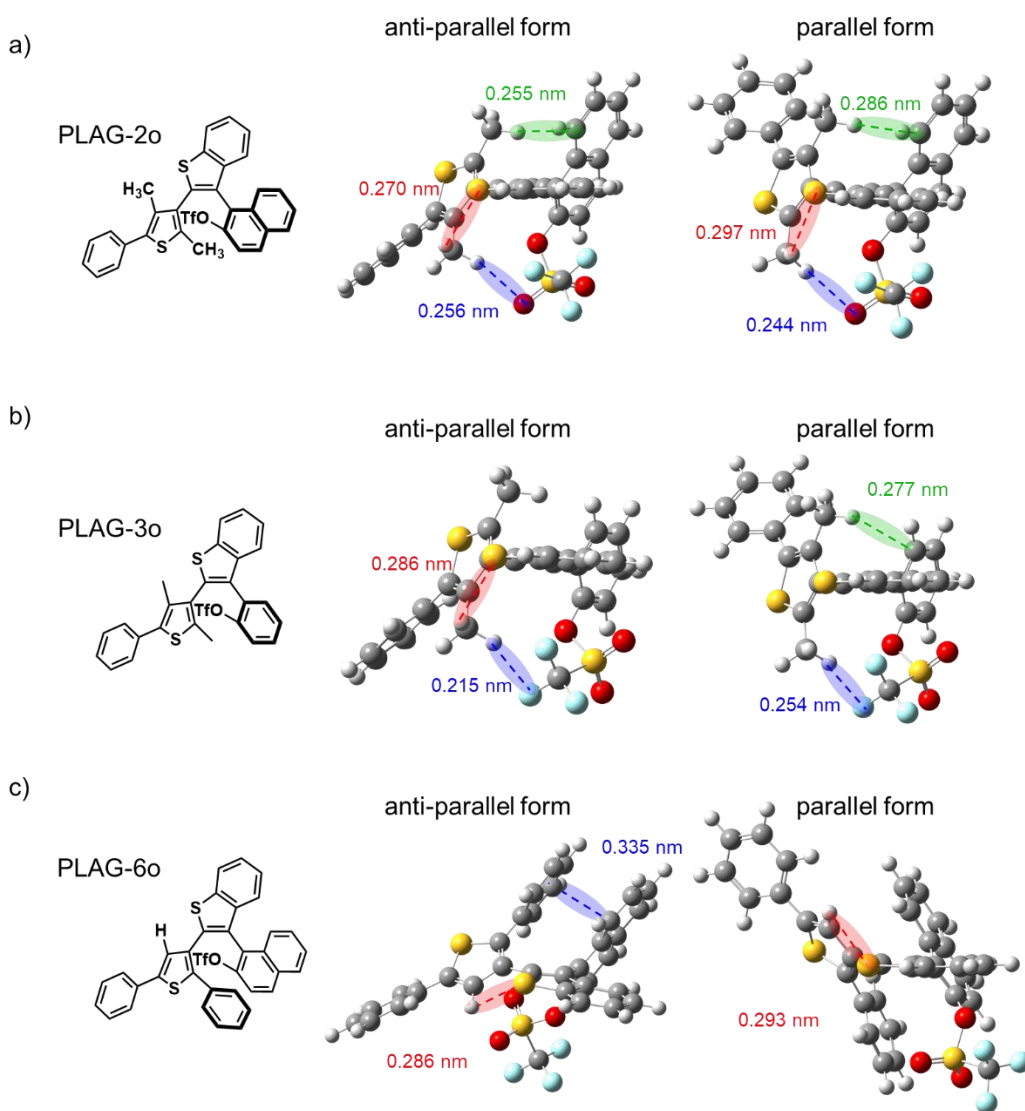 a)
anti-parallel form
parallel form
PLAG-2o
S
H₃C
TfO
CH₃
S
0.255 nm
0.270 nm
0.256 nm
0.286 nm
0.297 nm
0.244 nm
b)
anti-parallel form
parallel form
PLAG-3o
S
TfO
S
0.286 nm
0.215 nm
0.277 nm
0.254 nm
c)
anti-parallel form
parallel form
PLAG-6o
S
H
TfO
S
0.335 nm
0.286 nm
0.293 nm